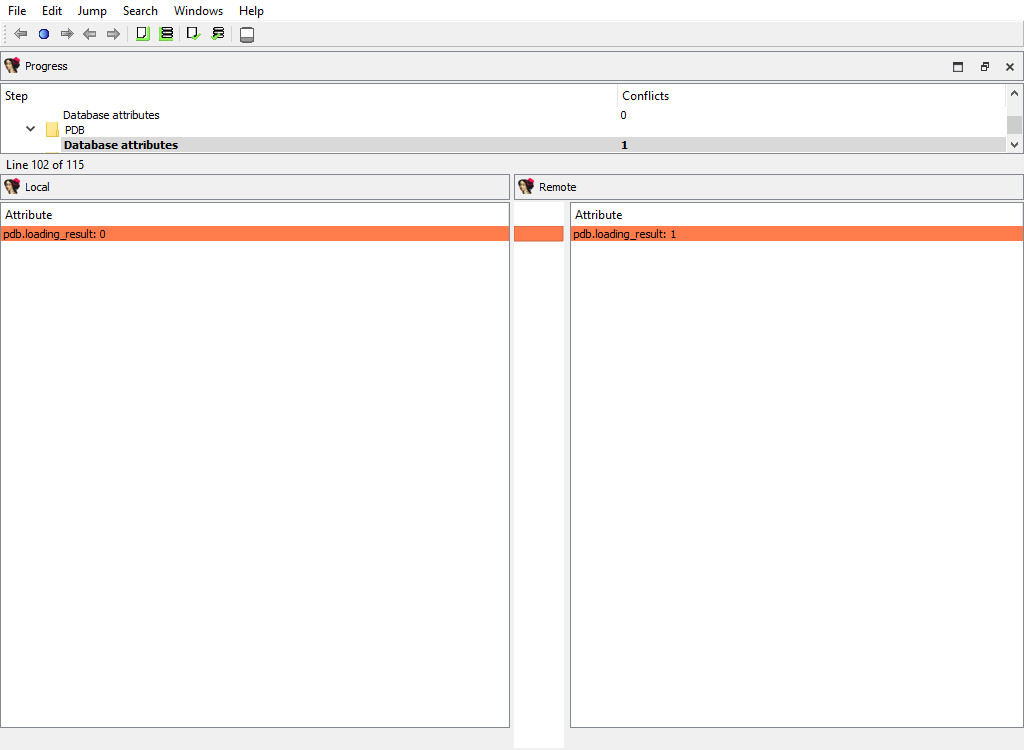 File Edit Jump Search Windows Help
Progress
Step Conflicts
Database attributes 0
PDB
Database attributes 1
Line 102 of 115
Local Remote
Attribute Attribute
pdb.loading_result: 0 pdb.loading_result: 1